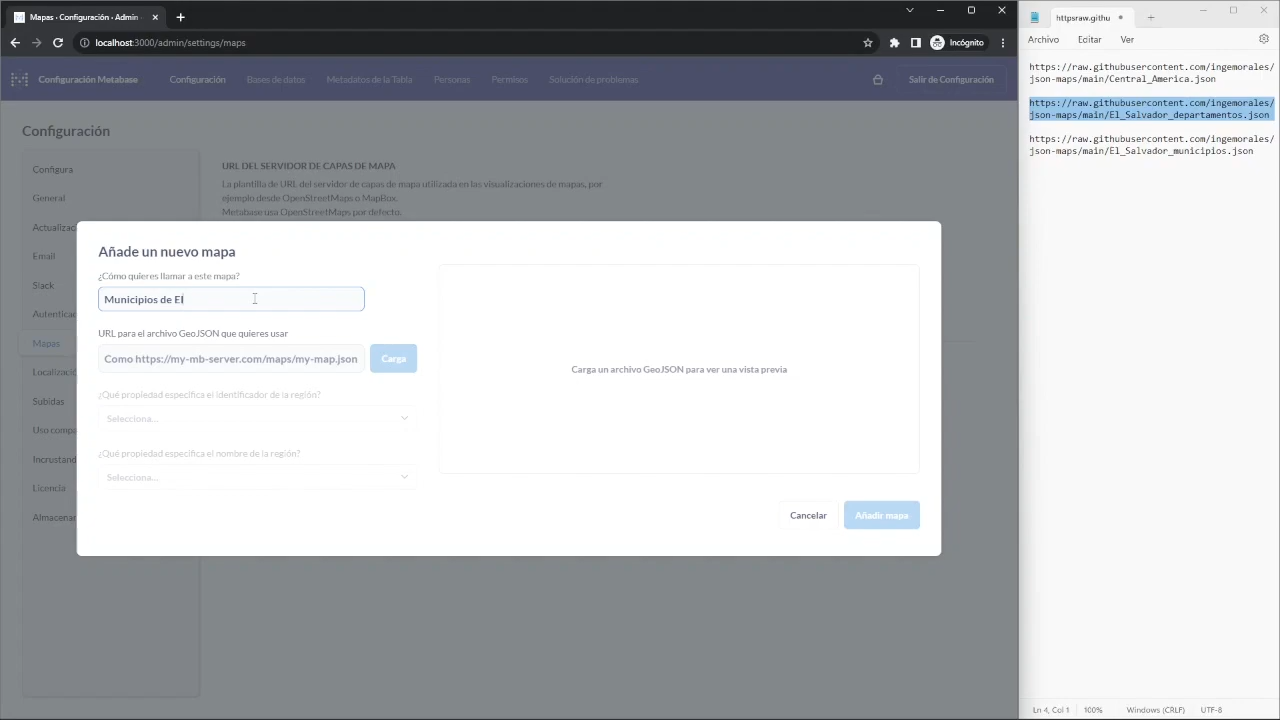 Mapas · Configuración · Admin
localhost:3000/admin/settings/maps
Incógnito
Configuración Metabase
Configuración
Bases de datos
Metadatos de la Tabla
Personas
Permisos
Solución de problemas
Salir de Configuración
Configuración
Configura
General
Actualizac
Email
Slack
Autenticac
Mapas
Localizació
Subidas
Uso compa
Incrustand
Licencia
Almacenar
URL DEL SERVIDOR DE CAPAS DE MAPA
La plantilla de URL del servidor de capas de mapa utilizada en las visualizaciones de mapas, por
ejemplo desde OpenStreetMaps o MapBox.
Metabase usa OpenStreetMaps por defecto.
Añade un nuevo mapa
¿Cómo quieres llamar a este mapa?
Municipios de El
URL para el archivo GeoJSON que quieres usar
Como https://my-mb-server.com/maps/my-map.json
Carga
¿Qué propiedad especifica el identificador de la región?
Selecciona...
¿Qué propiedad especifica el nombre de la región?
Selecciona...
Carga un archivo GeoJSON para ver una vista previa
Cancelar
Añadir mapa
httpsraw.githu
Archivo
Editar
Ver
https://raw.githubusercontent.com/ingemorales/
json-maps/main/Central_America.json
https://raw.githubusercontent.com/ingemorales/
json-maps/main/El_Salvador_departamentos.json
https://raw.githubusercontent.com/ingemorales/
json-maps/main/El_Salvador_municipios.json
Ln 4, Col 1
100%
Windows (CRLF)
UTF-8